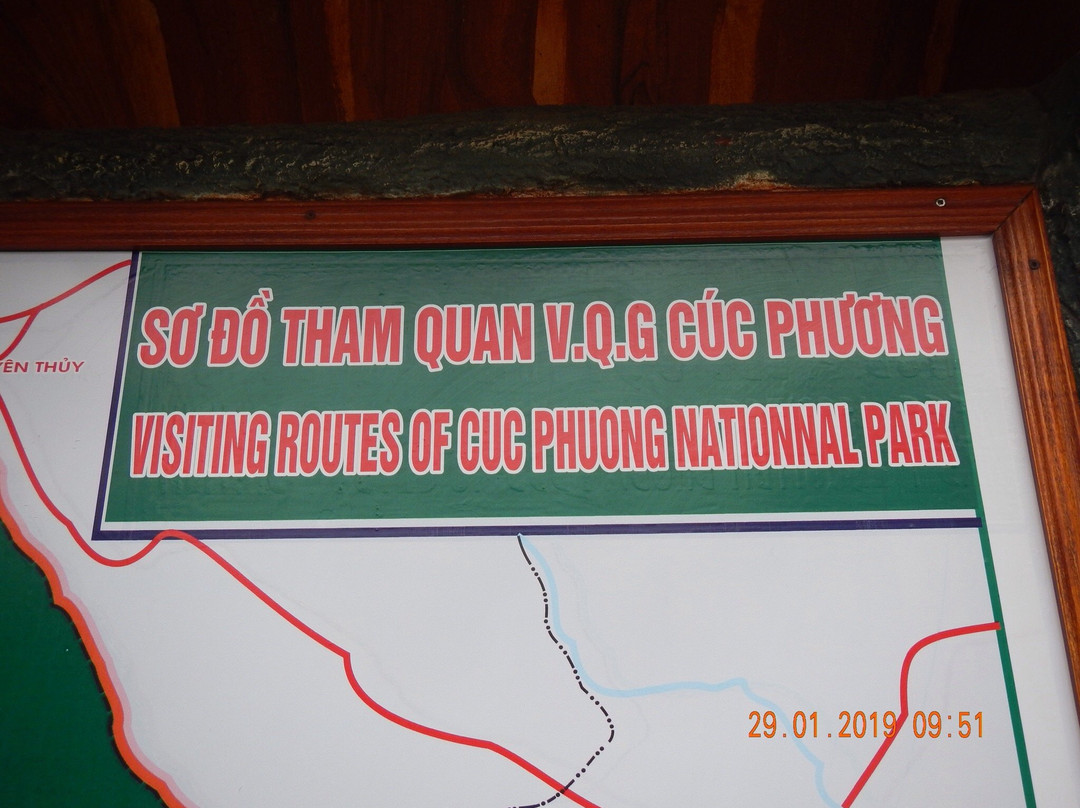 SƠ ĐỒ THAM QUAN V.Q.G CÚC PHƯƠNG
VISITING ROUTES OF CUC PHUONG NATIONNAL PARK
ÊN THỦY
29.01.2019 09:51